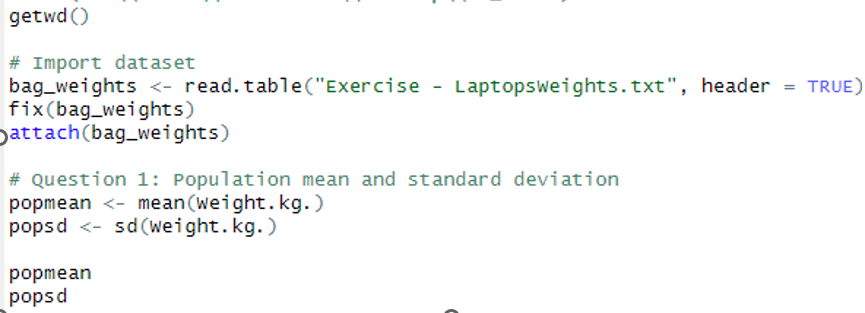 getwd()
# Import dataset
bag_weights <- read.table("Exercise - LaptopsWeights.txt", header = TRUE)
fix(bag_weights)
attach(bag_weights)
# Question 1: Population mean and standard deviation
popmean <- mean(Weight.kg.)
popsd <- sd(Weight.kg.)
popmean
popsd